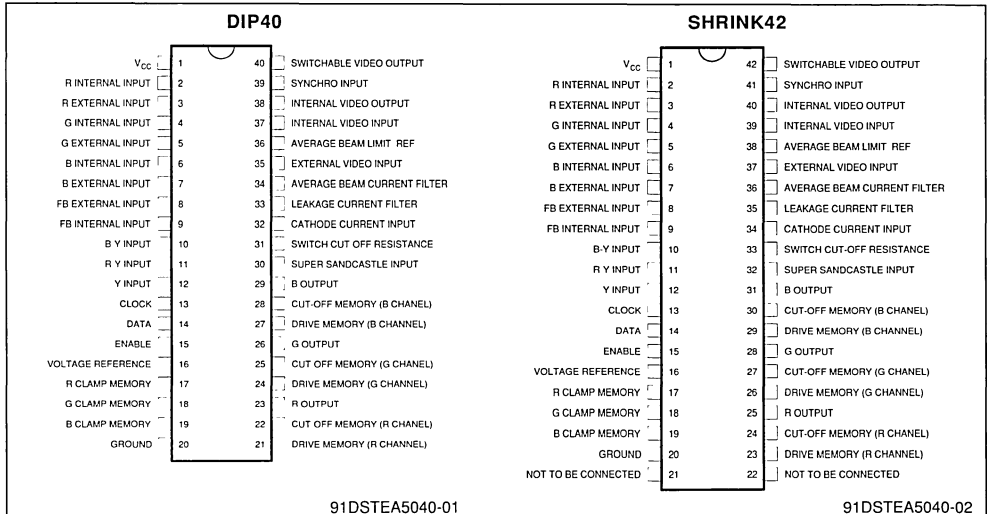 DIP40
VCC 1 40 SWITCHABLE VIDEO OUTPUT
R INTERNAL INPUT 2 39 SYNCHRO INPUT
R EXTERNAL INPUT 3 38 INTERNAL VIDEO OUTPUT
G INTERNAL INPUT 4 37 INTERNAL VIDEO INPUT
G EXTERNAL INPUT 5 36 AVERAGE BEAM LIMIT REF
B INTERNAL INPUT 6 35 EXTERNAL VIDEO INPUT
B EXTERNAL INPUT 7 34 AVERAGE BEAM CURRENT FILTER
FB EXTERNAL INPUT 8 33 LEAKAGE CURRENT FILTER
FB INTERNAL INPUT 9 32 CATHODE CURRENT INPUT
B Y INPUT 10 31 SWITCH CUT OFF RESISTANCE
R Y INPUT 11 30 SUPER SANDCASTLE INPUT
Y INPUT 12 29 B OUTPUT
CLOCK 13 28 CUT-OFF MEMORY (B CHANEL)
DATA 14 27 DRIVE MEMORY (B CHANNEL)
ENABLE 15 26 G OUTPUT
VOLTAGE REFERENCE 16 25 CUT OFF MEMORY (G CHANEL)
R CLAMP MEMORY 17 24 DRIVE MEMORY (G CHANNEL)
G CLAMP MEMORY 18 23 R OUTPUT
B CLAMP MEMORY 19 22 CUT OFF MEMORY (R CHANEL)
GROUND 20 21 DRIVE MEMORY (R CHANNEL)
91DSTEA5040-01
SHRINK42
VCC 1 42 SWITCHABLE VIDEO OUTPUT
R INTERNAL INPUT 2 41 SYNCHRO INPUT
R EXTERNAL INPUT 3 40 INTERNAL VIDEO OUTPUT
G INTERNAL INPUT 4 39 INTERNAL VIDEO INPUT
G EXTERNAL INPUT 5 38 AVERAGE BEAM LIMIT REF
B INTERNAL INPUT 6 37 EXTERNAL VIDEO INPUT
B EXTERNAL INPUT 7 36 AVERAGE BEAM CURRENT FILTER
FB EXTERNAL INPUT 8 35 LEAKAGE CURRENT FILTER
FB INTERNAL INPUT 9 34 CATHODE CURRENT INPUT
B-Y INPUT 10 33 SWITCH CUT-OFF RESISTANCE
R Y INPUT 11 32 SUPER SANDCASTLE INPUT
Y INPUT 12 31 B OUTPUT
CLOCK 13 30 CUT-OFF MEMORY (B CHANEL)
DATA 14 29 DRIVE MEMORY (B CHANNEL)
ENABLE 15 28 G OUTPUT
VOLTAGE REFERENCE 16 27 CUT-OFF MEMORY (G CHANEL)
R CLAMP MEMORY 17 26 DRIVE MEMORY (G CHANNEL)
G CLAMP MEMORY 18 25 R OUTPUT
B CLAMP MEMORY 19 24 CUT-OFF MEMORY (R CHANEL)
GROUND 20 23 DRIVE MEMORY (R CHANNEL)
NOT TO BE CONNECTED 21 22 NOT TO BE CONNECTED
91DSTEA5040-02